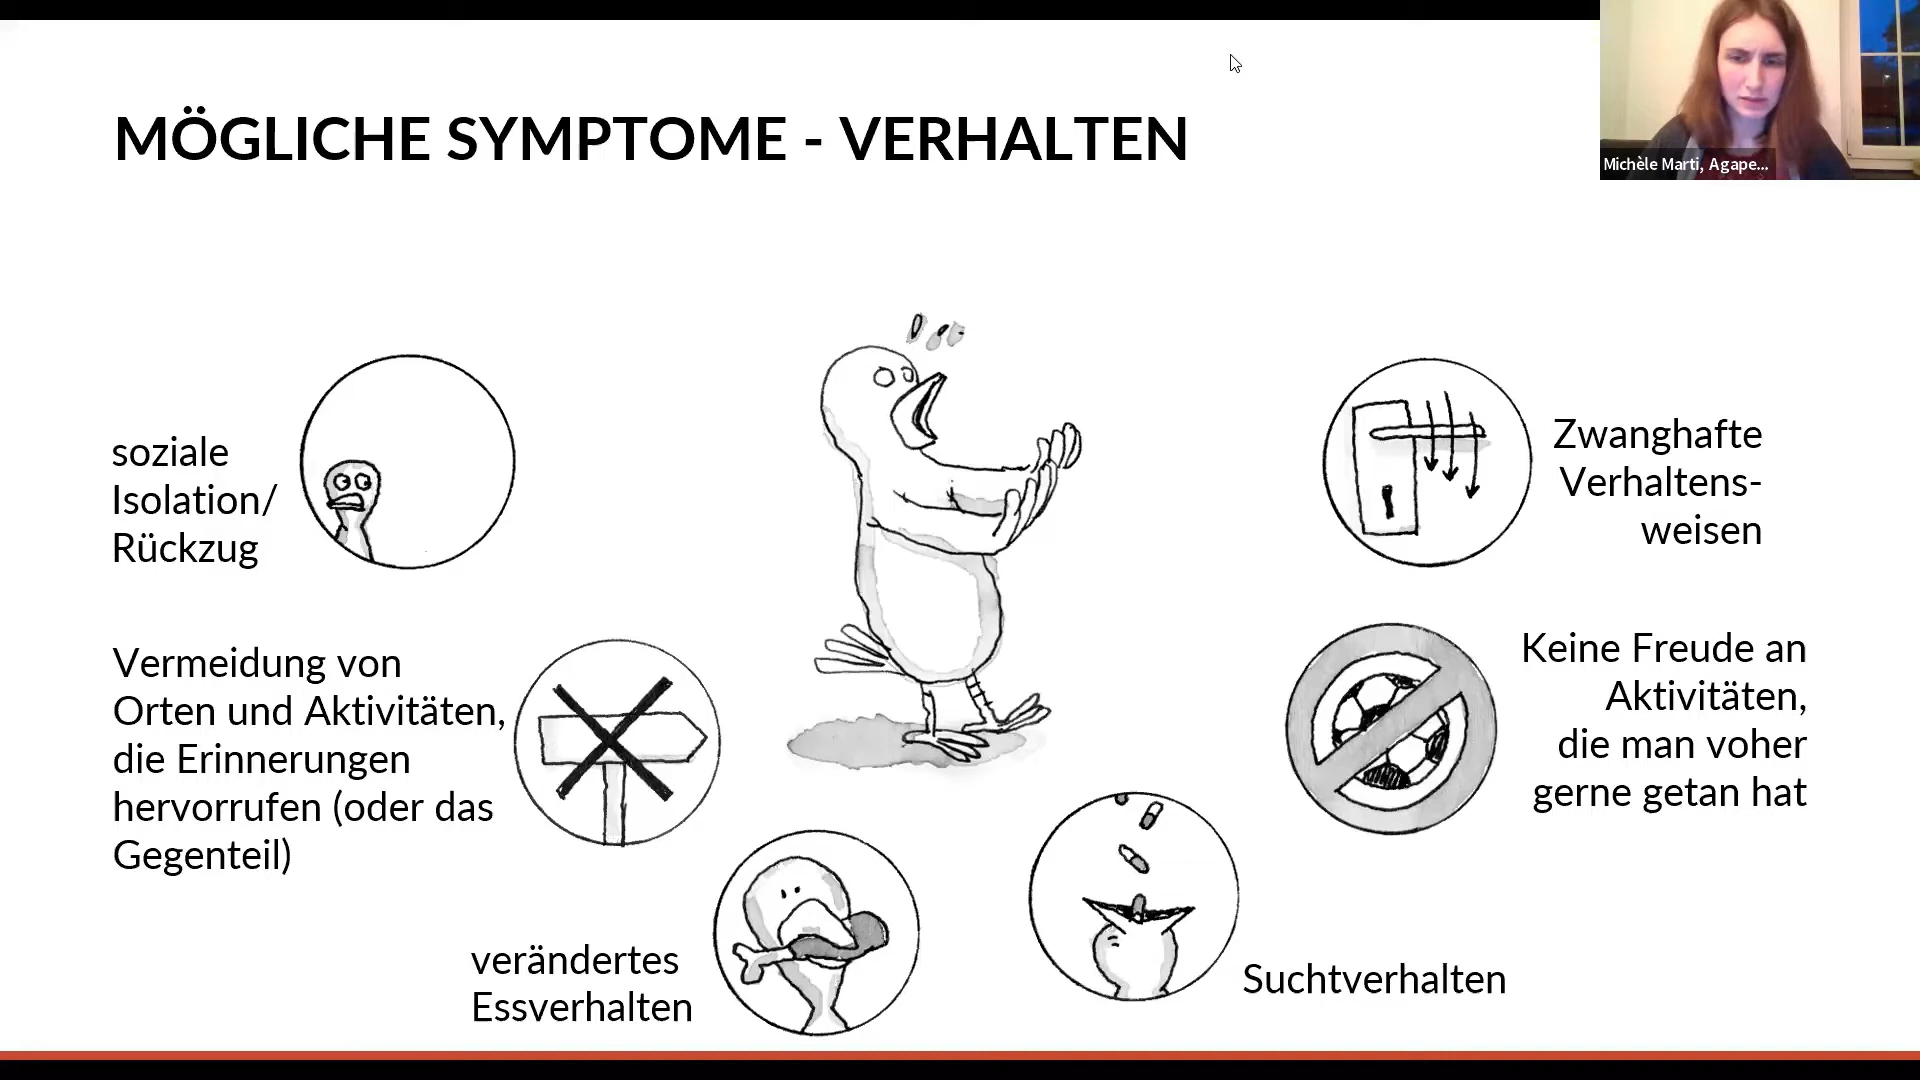 MÖGLICHE SYMPTOME - VERHALTEN
Michèle Marti, Agape...
soziale
Isolation/
Rückzug
Vermeidung von
Orten und Aktivitäten,
die Erinnerungen
hervorrufen (oder das
Gegenteil)
verändertes
Essverhalten
Suchtverhalten
Zwanghafte
Verhaltens-
weisen
Keine Freude an
Aktivitäten,
die man voher
gerne getan hat